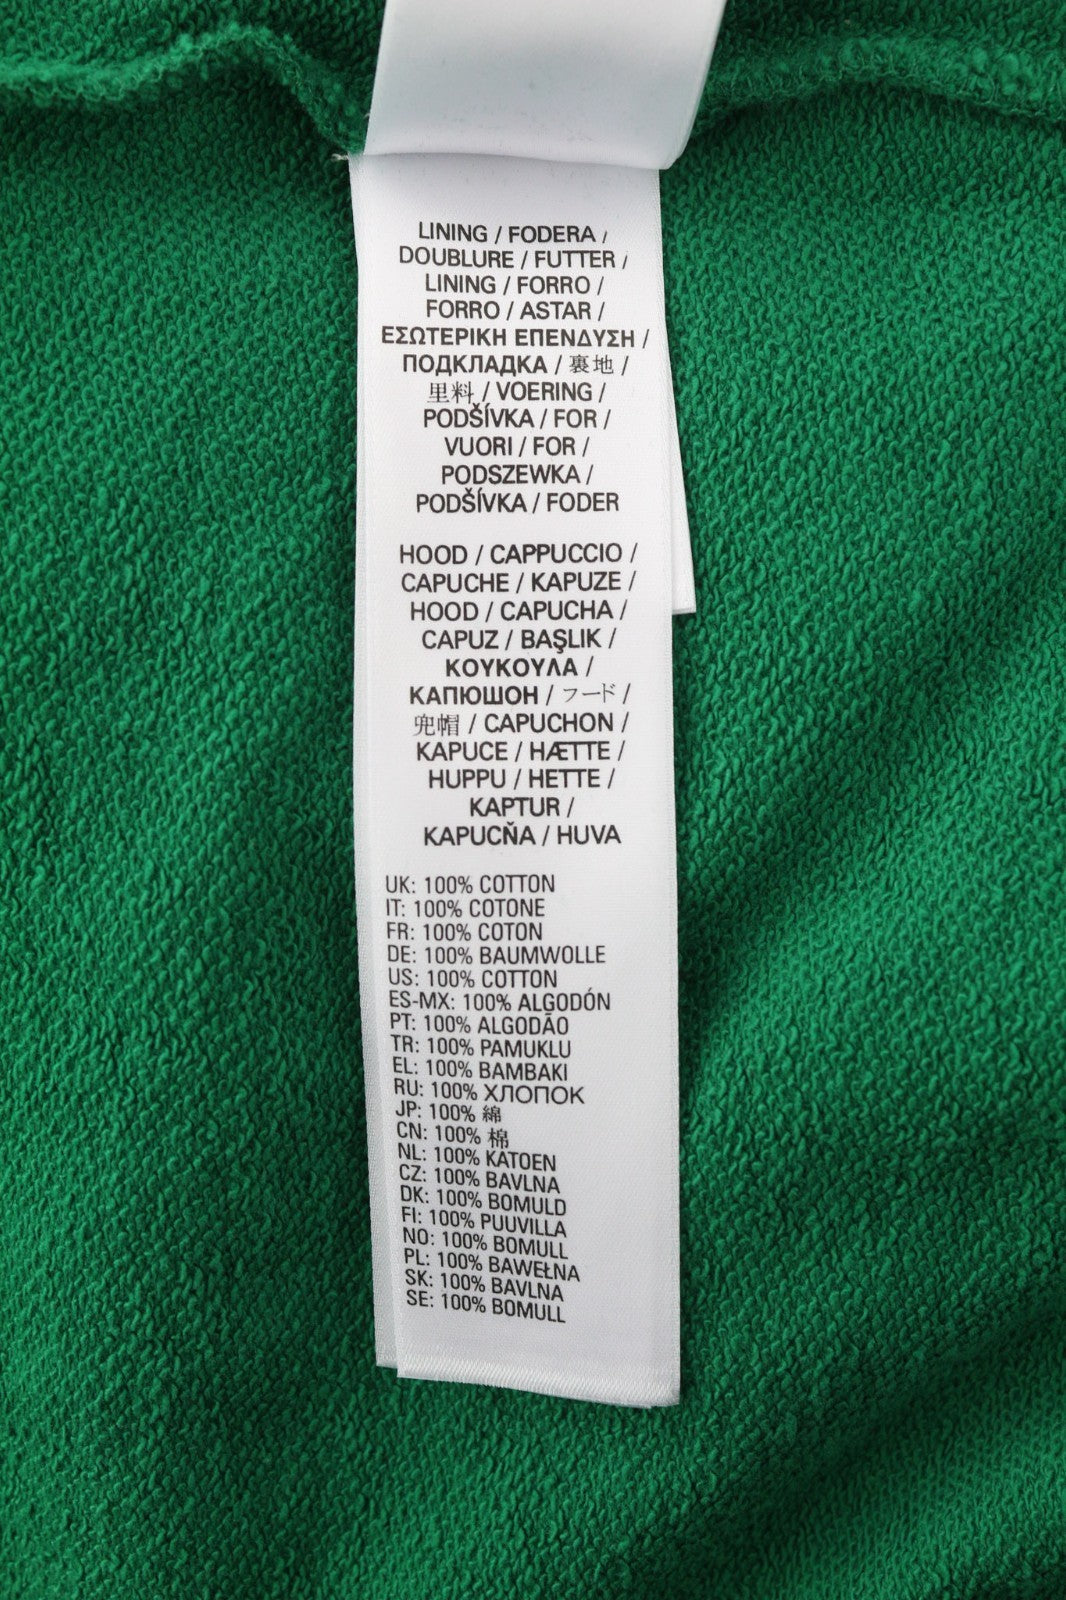 LINING / FODERA /
DOUBLURE / FUTTER /
LINING / FORRO /
FORRO / ASTAR /
ΕΣΩΤΕΡΙΚΗ ΕΠΕΝΔΥΣΗ /
ПОДКЛАДКА / 裏地 /
里料 / VOERING /
PODŠÍVKA / FOR /
VUORI / FOR /
PODSZEWKA /
PODŠÍVKA / FODER
HOOD / CAPPUCCIO /
CAPUCHE / KAPUZE /
HOOD / CAPUCHA /
CAPUZ / BAŞLIK /
ΚΟΥΚΟΥΛΑ /
КАПЮШОН / フード /
兜帽 / CAPUCHON /
KAPUCE / HÆTTE /
HUPPU / HETTE /
KAPTUR /
KAPUCŇA / HUVA
UK: 100% COTTON
IT: 100% COTONE
FR: 100% COTON
DE: 100% BAUMWOLLE
US: 100% COTTON
ES-MX: 100% ALGODÓN
PT: 100% ALGODÃO
TR: 100% PAMUKLU
EL: 100% ΒΑΜΒΑΚΙ
RU: 100% ХЛОПОК
JP: 100% 綿
CN: 100% 棉
NL: 100% KATOEN
CZ: 100% BAVLNA
DK: 100% BOMULD
FI: 100% PUUVILLA
NO: 100% BOMULL
PL: 100% BAWEŁNA
SK: 100% BAVLNA
SE: 100% BOMULL